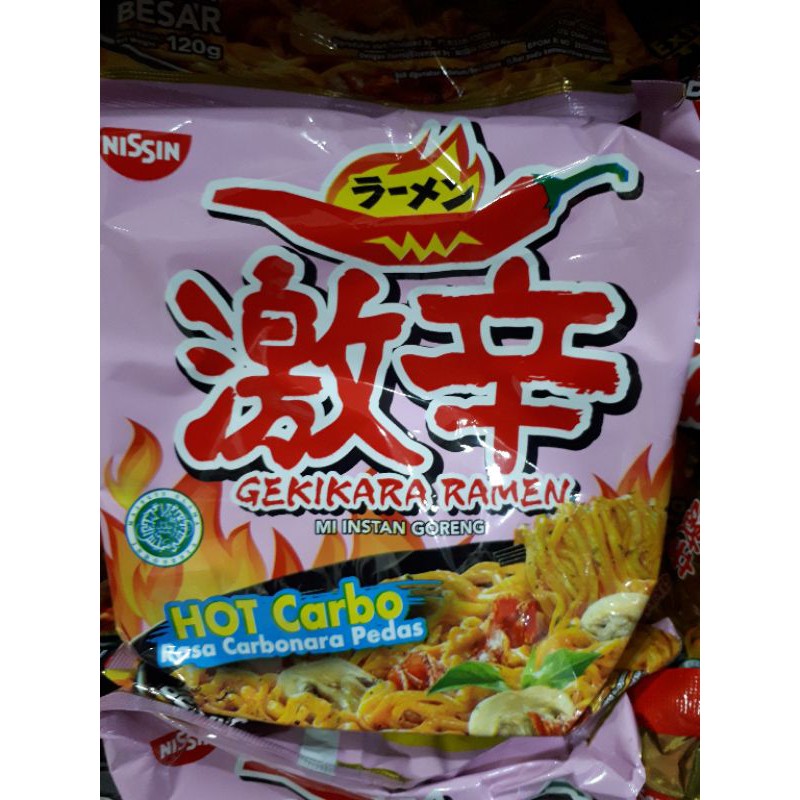 BESAR
120g
NISSIN
ラーメン
激辛
GEKIKARA RAMEN
MI INSTAN GORENG
HOT Carbo
Rasa Carbonara Pedas
NISSIN